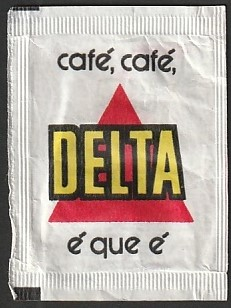 café, café,
DELTA
é que é